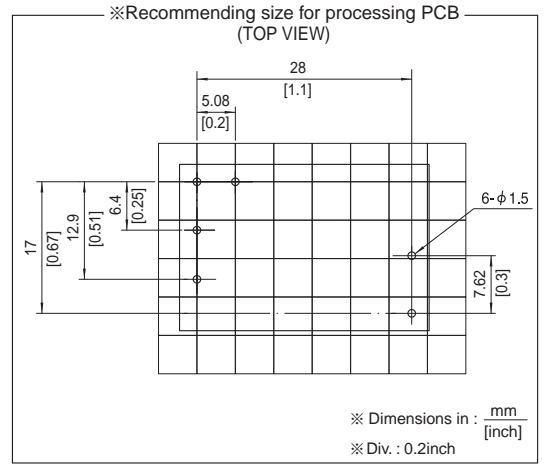 ※Recommending size for processing PCB
(TOP VIEW)
28
[1.1]
5.08
[0.2]
17
[0.67]
12.9
[0.51]
6.4
[0.25]
6-ϕ1.5
7.62
[0.3]
※ Dimensions in : mm
[inch]
※Div. : 0.2inch